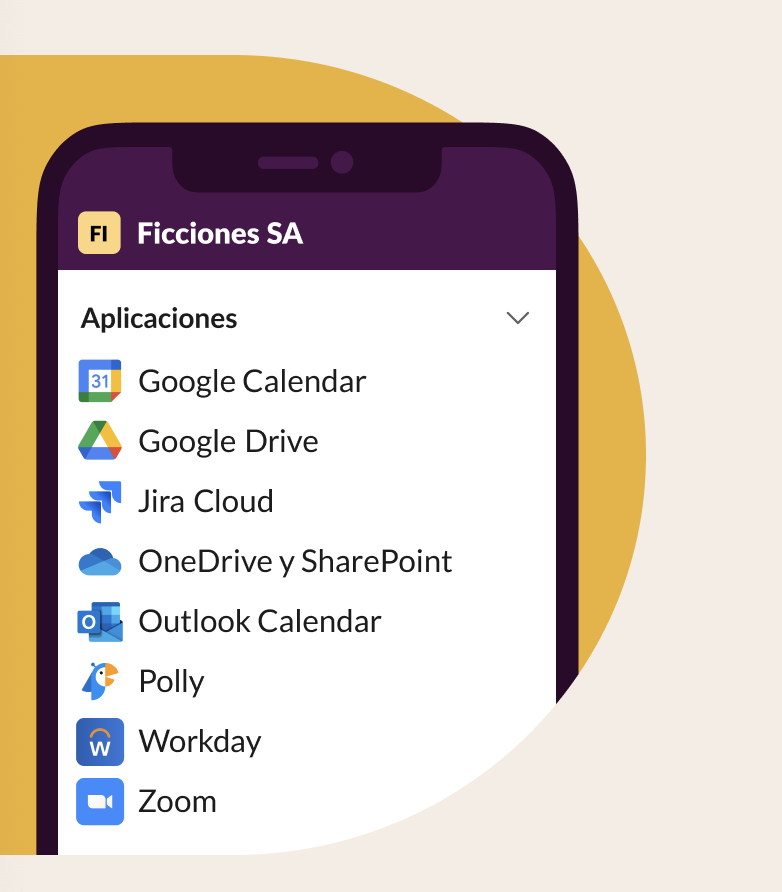 FI Ficciones SA
Aplicaciones
31 Google Calendar
Google Drive
Jira Cloud
OneDrive y SharePoint
O Outlook Calendar
Polly
W Workday
Zoom